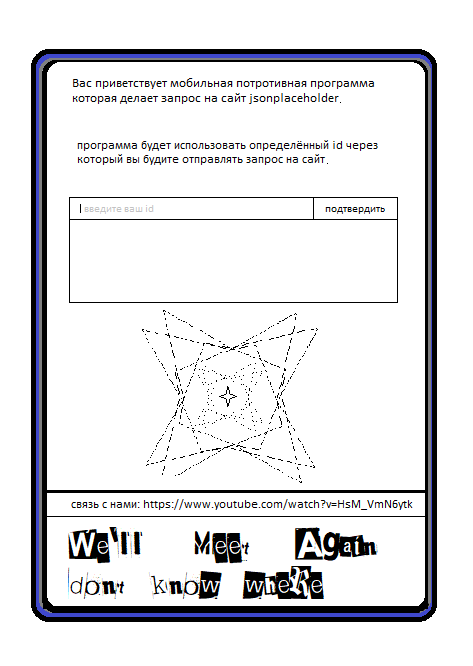 Вас приветствует мобильная потротивная программа
которая делает запрос на сайт jsonplaceholder.
программа будет использовать определённый id через
который вы будите отправлять запрос на сайт.
введите ваш id подтвердить
связь с нами: https://www.youtube.com/watch?v=HsM_VmN6ytk
We'll Meet Again
don't know where